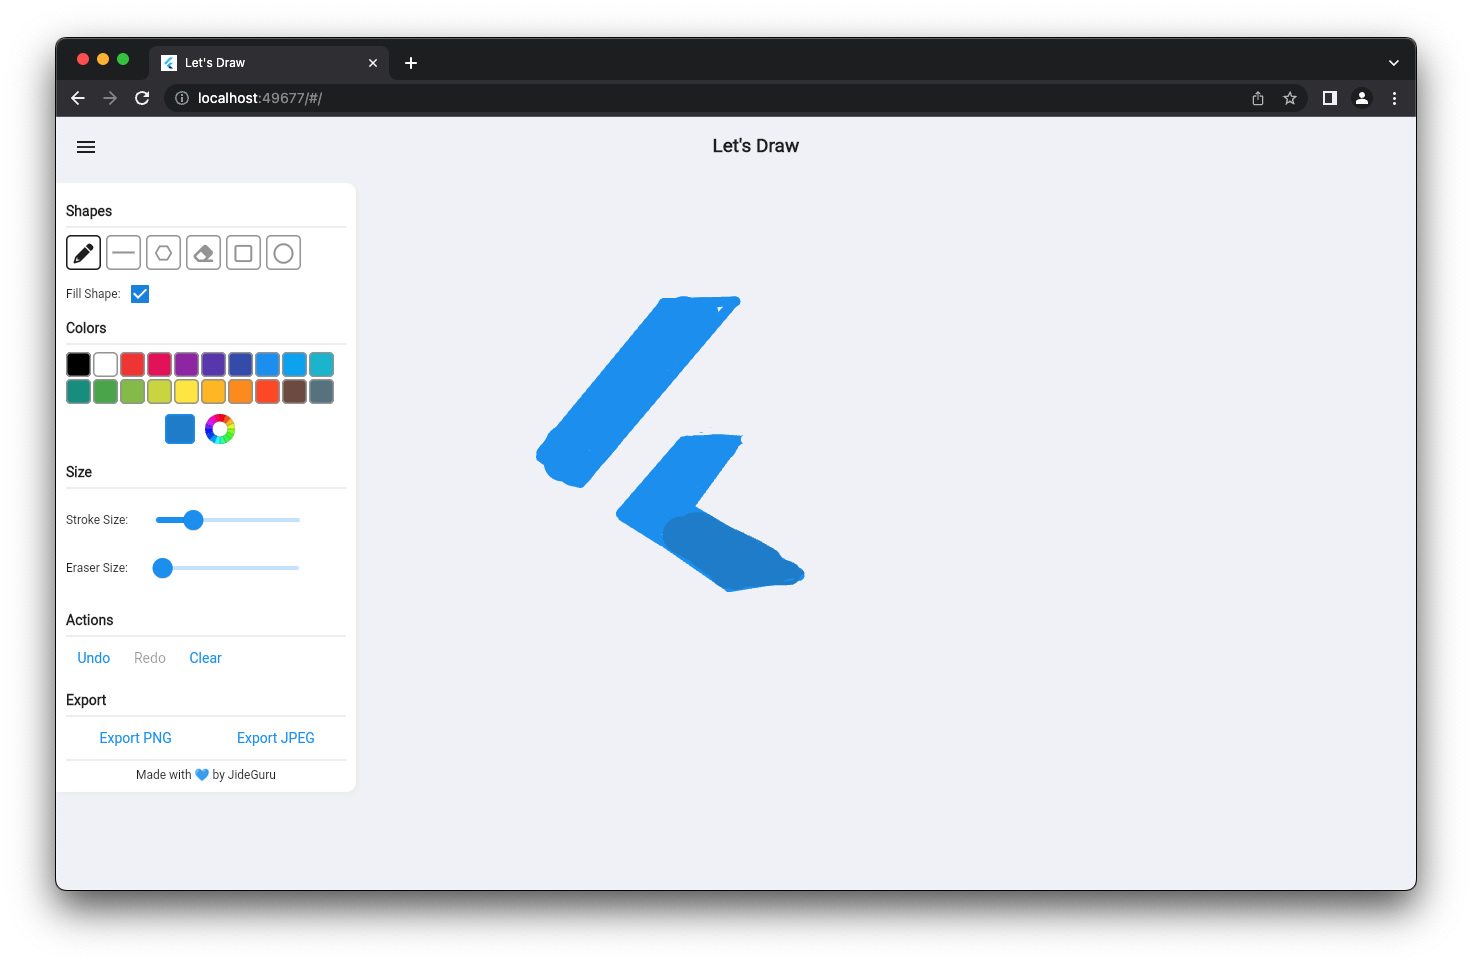 Let's Draw
localhost:49677/#/
Let's Draw
Shapes
Fill Shape:
Colors
Size
Stroke Size:
Eraser Size:
Actions
Undo Redo Clear
Export
Export PNG Export JPEG
Made with 💙 by JideGuru